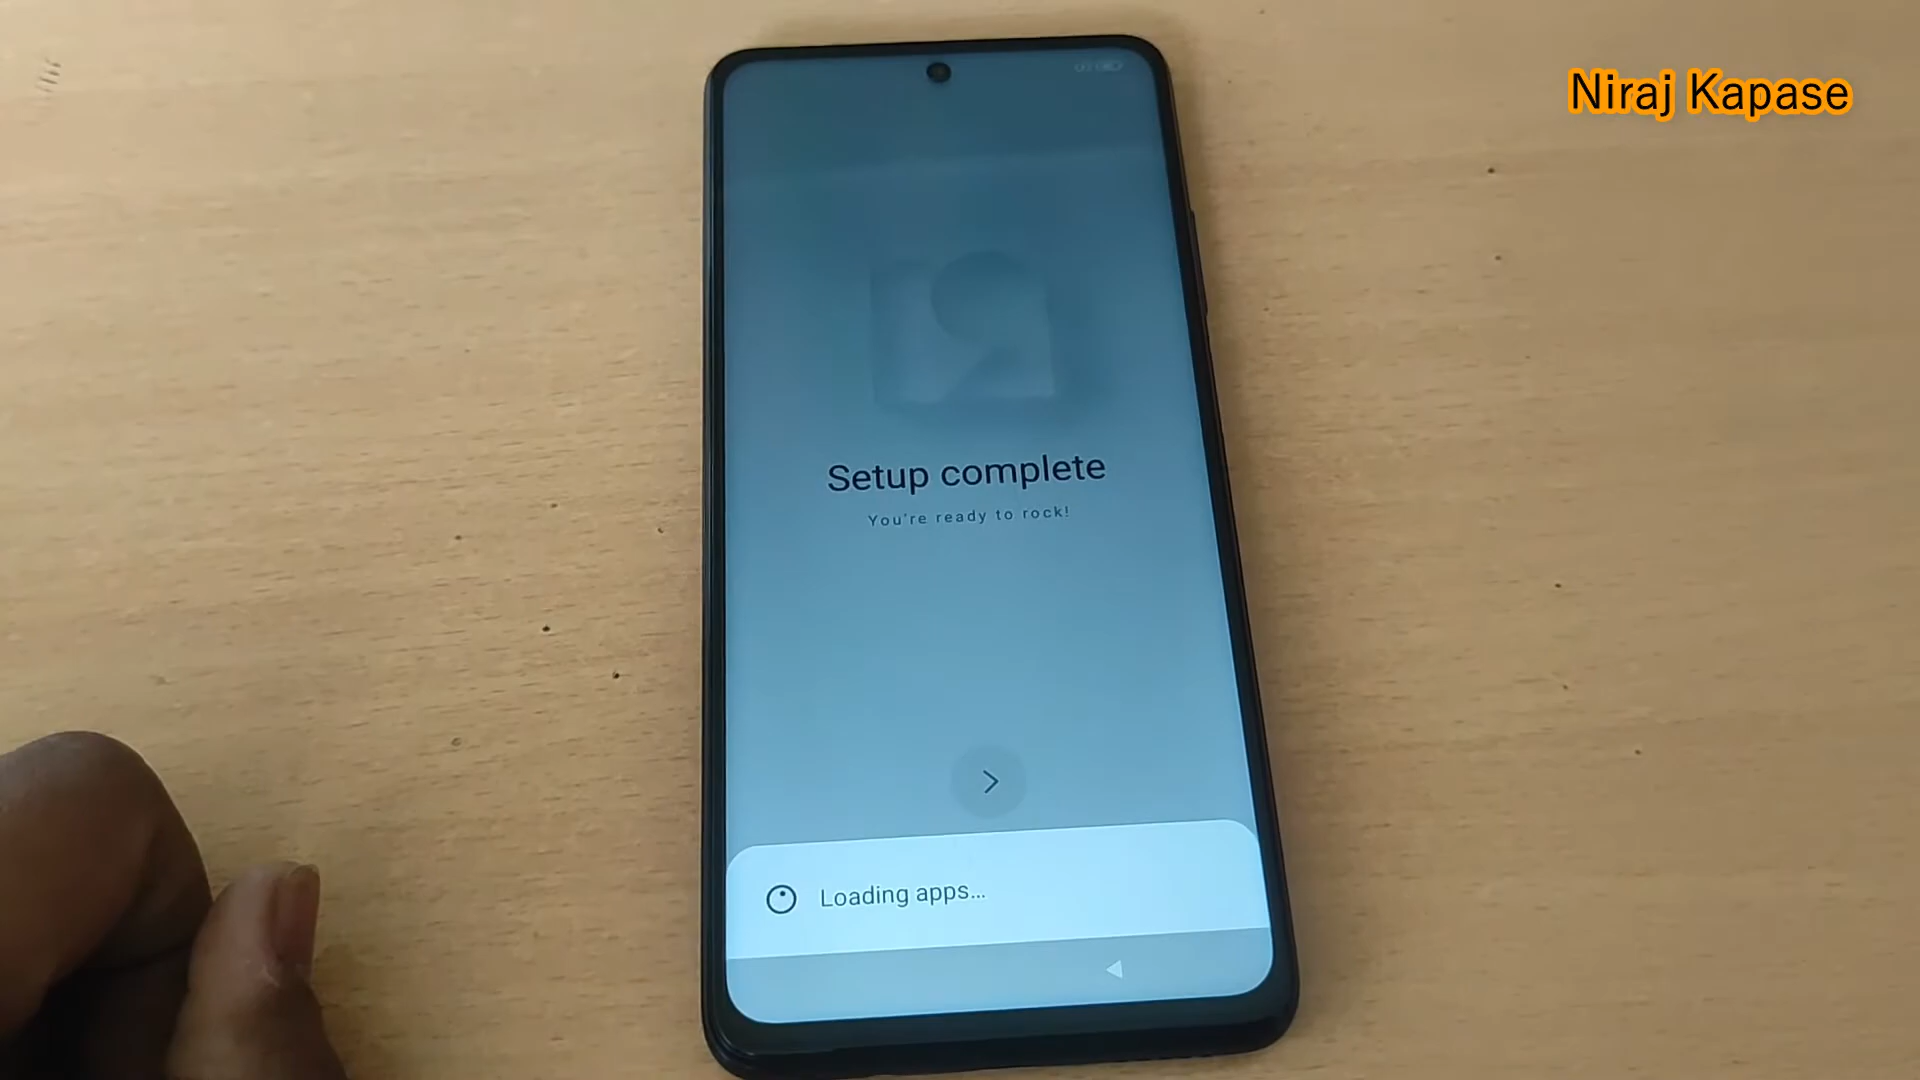 Niraj Kapase
Setup complete
You're ready to rock!
Loading apps...